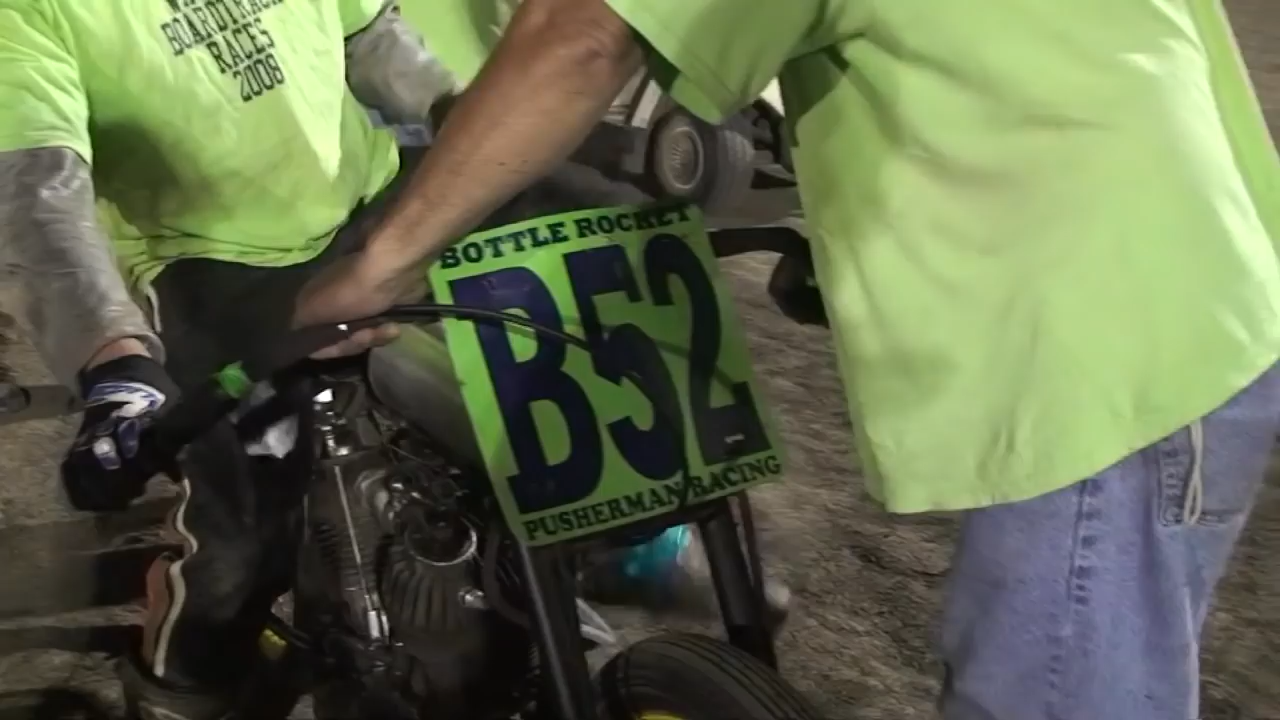 BOARDTRACK
RACES
2008
BOTTLE ROCKET
B52
PUSHERMAN RACING